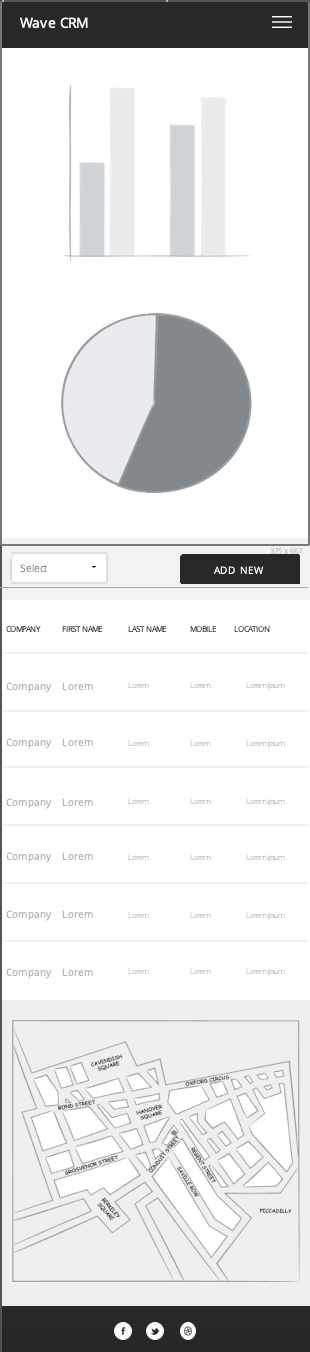 Wave CRM
375 x 667
Select
ADD NEW
COMPANY FIRST NAME LAST NAME MOBILE LOCATION
Company Lorem Lorem Lorem Lorem ipsum
Company Lorem Lorem Lorem Lorem ipsum
Company Lorem Lorem Lorem Lorem ipsum
Company Lorem Lorem Lorem Lorem ipsum
Company Lorem Lorem Lorem Lorem ipsum
Company Lorem Lorem Lorem Lorem ipsum
CAVENDISH
SQUARE
OXFORD CIRCUS
BOND STREET
HANOVER
SQUARE
CONDUIT STREET
REGENT STREET
GROSVENOR STREET
SAVILLE ROW
BERKELEY
SQUARE
PICCADILLY